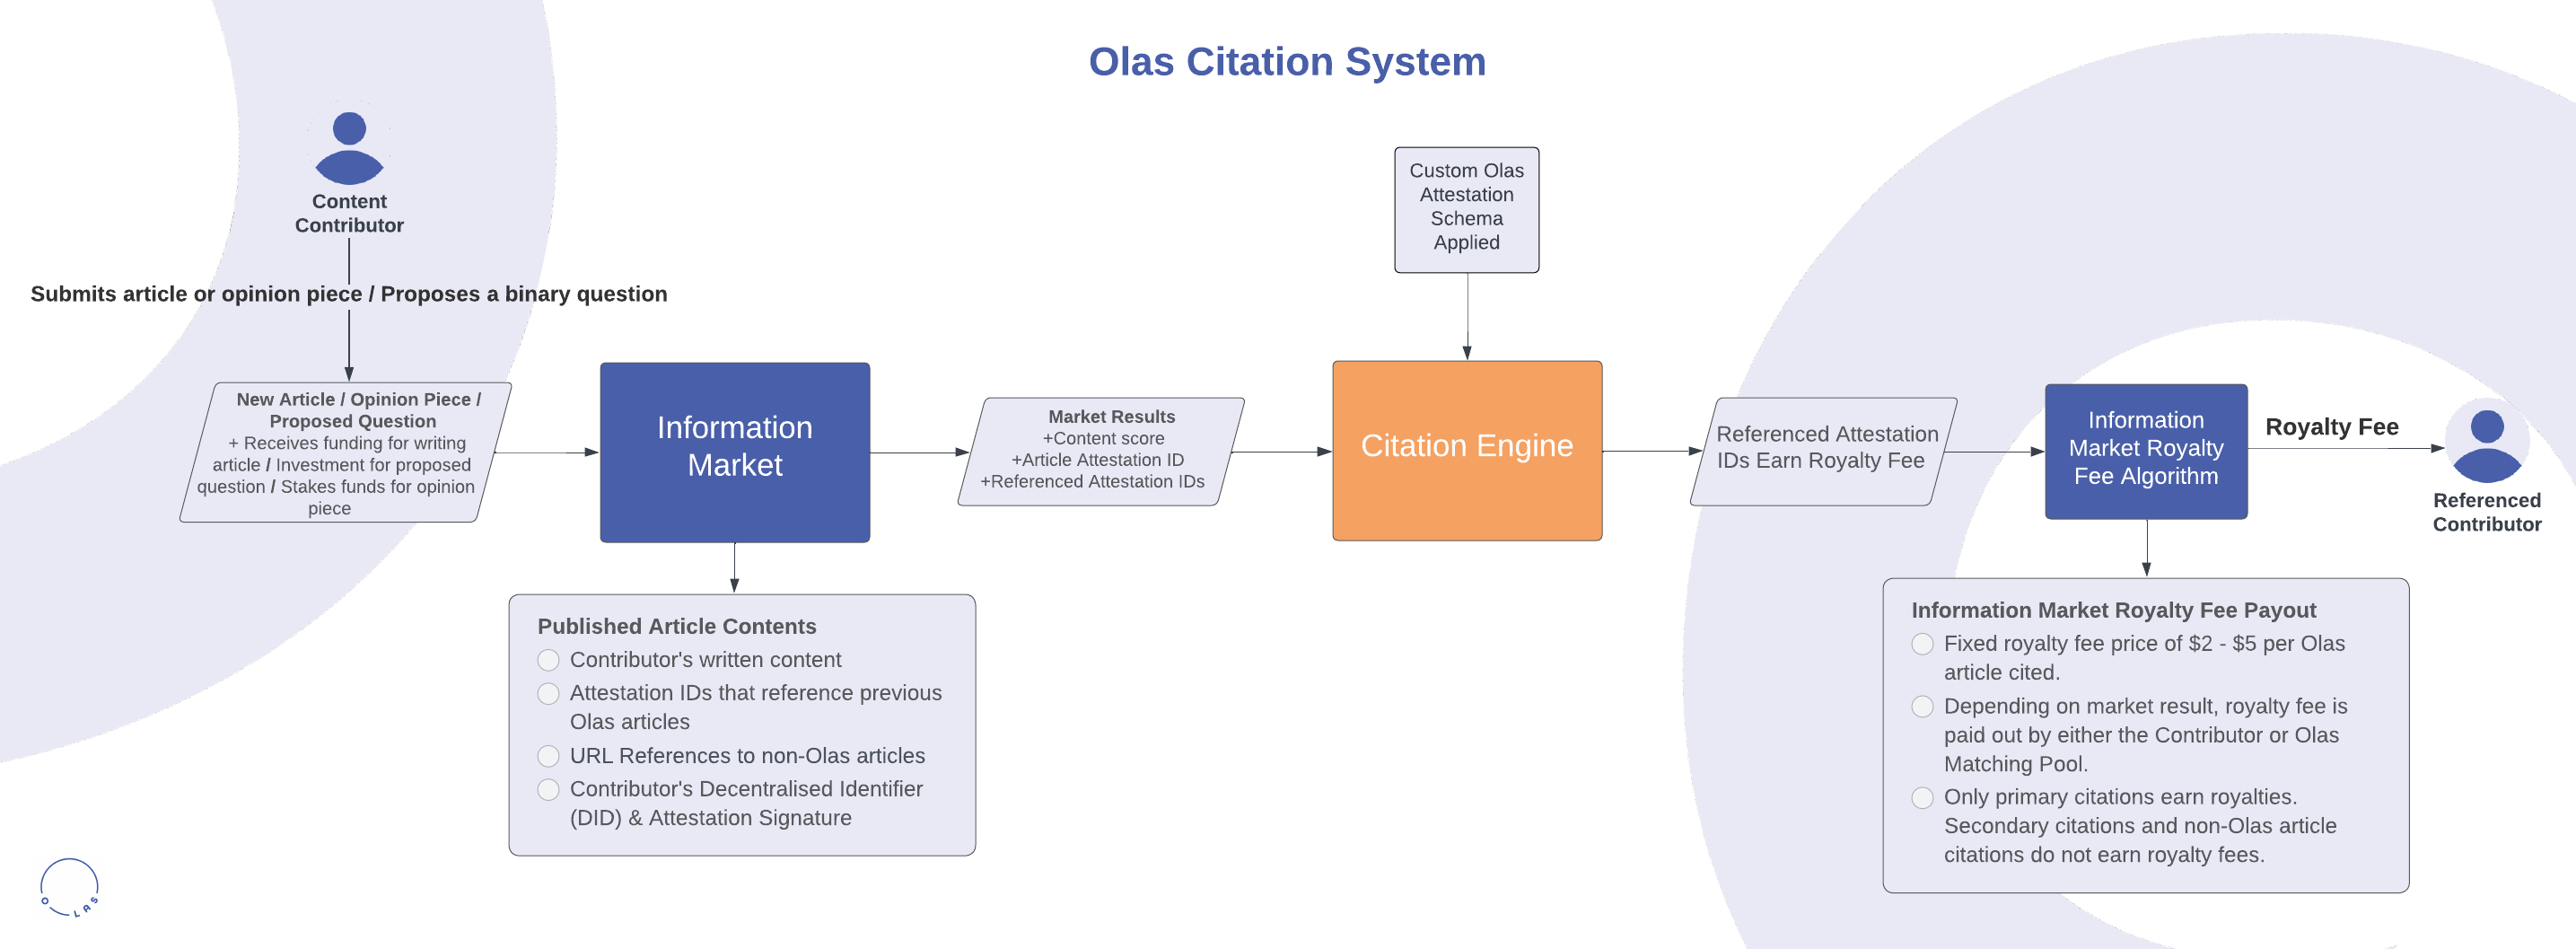 Olas Citation System
Content
Contributor
Submits article or opinion piece / Proposes a binary question
New Article / Opinion Piece /
Proposed Question
+ Receives funding for writing
article / Investment for proposed
question / Stakes funds for opinion
piece
Information
Market
Published Article Contents
Contributor's written content
Attestation IDs that reference previous
Olas articles
URL References to non-Olas articles
Contributor's Decentralised Identifier
(DID) & Attestation Signature
Market Results
+Content score
+Article Attestation ID
+Referenced Attestation IDs
Custom Olas
Attestation
Schema
Applied
Citation Engine
Referenced Attestation
IDs Earn Royalty Fee
Information
Market Royalty
Fee Algorithm
Royalty Fee
Referenced
Contributor
Information Market Royalty Fee Payout
Fixed royalty fee price of $2 - $5 per Olas
article cited.
Depending on market result, royalty fee is
paid out by either the Contributor or Olas
Matching Pool.
Only primary citations earn royalties.
Secondary citations and non-Olas article
citations do not earn royalty fees.
OLAS